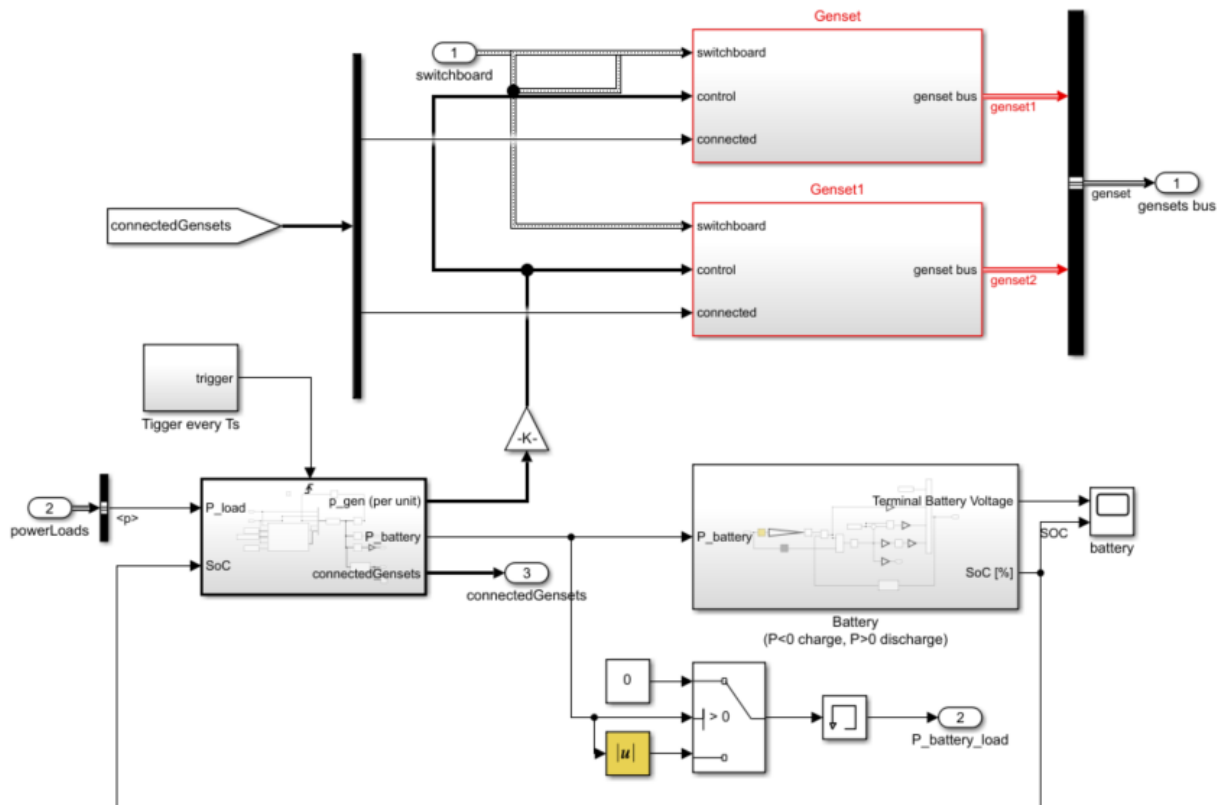 Genset
1
switchboard
switchboard
control
connected
genset bus
genset1
Genset1
switchboard
control
connected
genset bus
genset2
genset
1
gensets bus
connectedGensets
trigger
Tigger every Ts
-K-
2
powerLoads
<p>
P_load
SoC
p_gen (per unit)
P_battery
connectedGensets
3
connectedGensets
P_battery
Terminal Battery Voltage
SoC [%]
SOC
battery
Battery
(P<0 charge, P>0 discharge)
0
> 0
|u|
2
P_battery_load